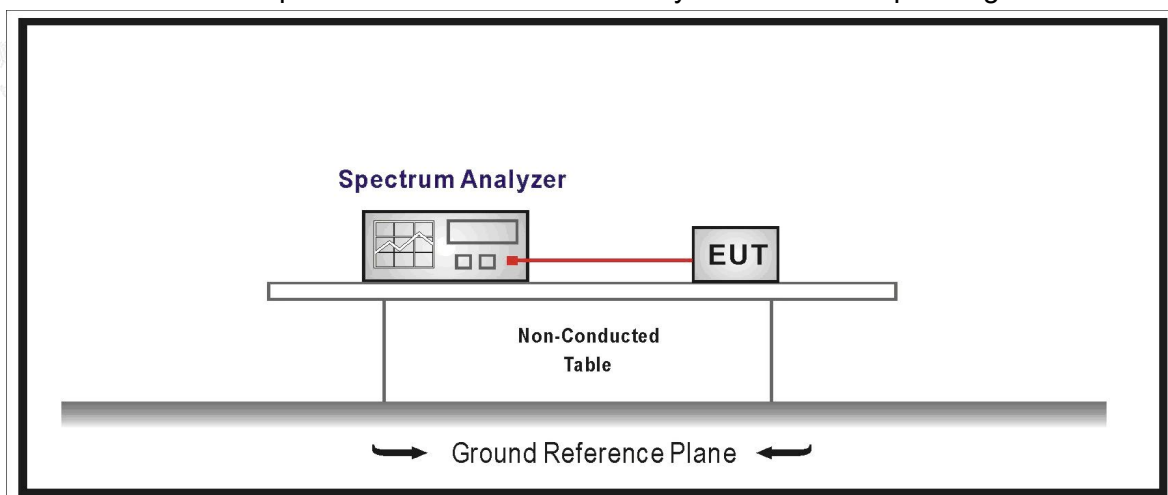 Spectrum Analyzer
EUT
Non-Conducted
Table
Ground Reference Plane